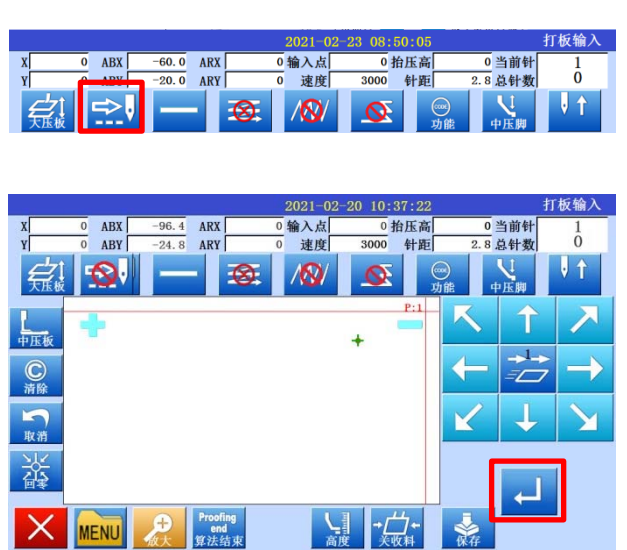 2021-02-23 08:50:05 打板输入
X 0 ABX -60.0 ARX 0 输入点 0 抬压高 0 当前针 1
Y 0 ABY -20.0 ARY 0 速度 3000 针距 2.8 总针数 0
大压板 CODE 功能 中压脚
2021-02-20 10:37:22 打板输入
X 0 ABX -96.4 ARX 0 输入点 0 抬压高 0 当前针 1
Y 0 ABY -24.8 ARY 0 速度 3000 针距 2.8 总针数 0
大压板 CODE 功能 中压脚
P:1
中压板
1
C
清除
取消
回零
MENU 放大 Proofing
end
算法结束 高度 关收料 保存